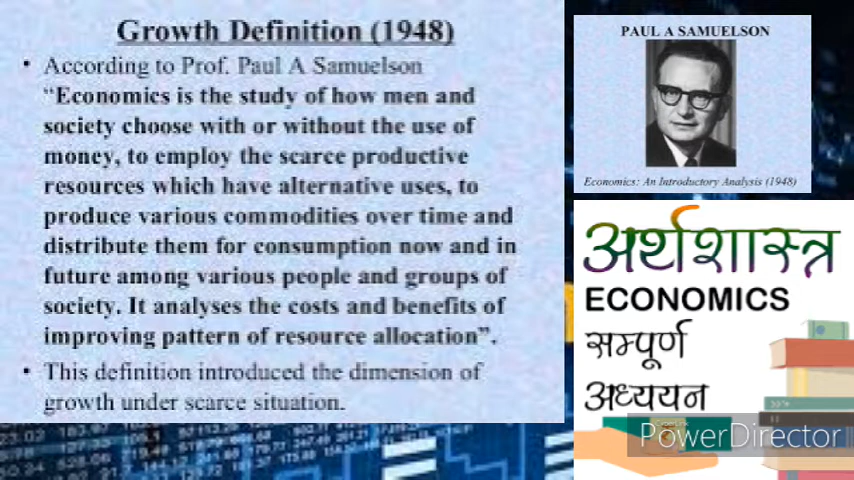 Growth Definition (1948)
• According to Prof. Paul A Samuelson
“Economics is the study of how men and
society choose with or without the use of
money, to employ the scarce productive
resources which have alternative uses, to
produce various commodities over time and
distribute them for consumption now and in
future among various people and groups of
society. It analyses the costs and benefits of
improving pattern of resource allocation”.
• This definition introduced the dimension of
growth under scarce situation.
PAUL A SAMUELSON
Economics: An Introductory Analysis (1948)
अर्थशास्त्र
ECONOMICS
सम्पूर्ण
अध्ययन
PowerDirector